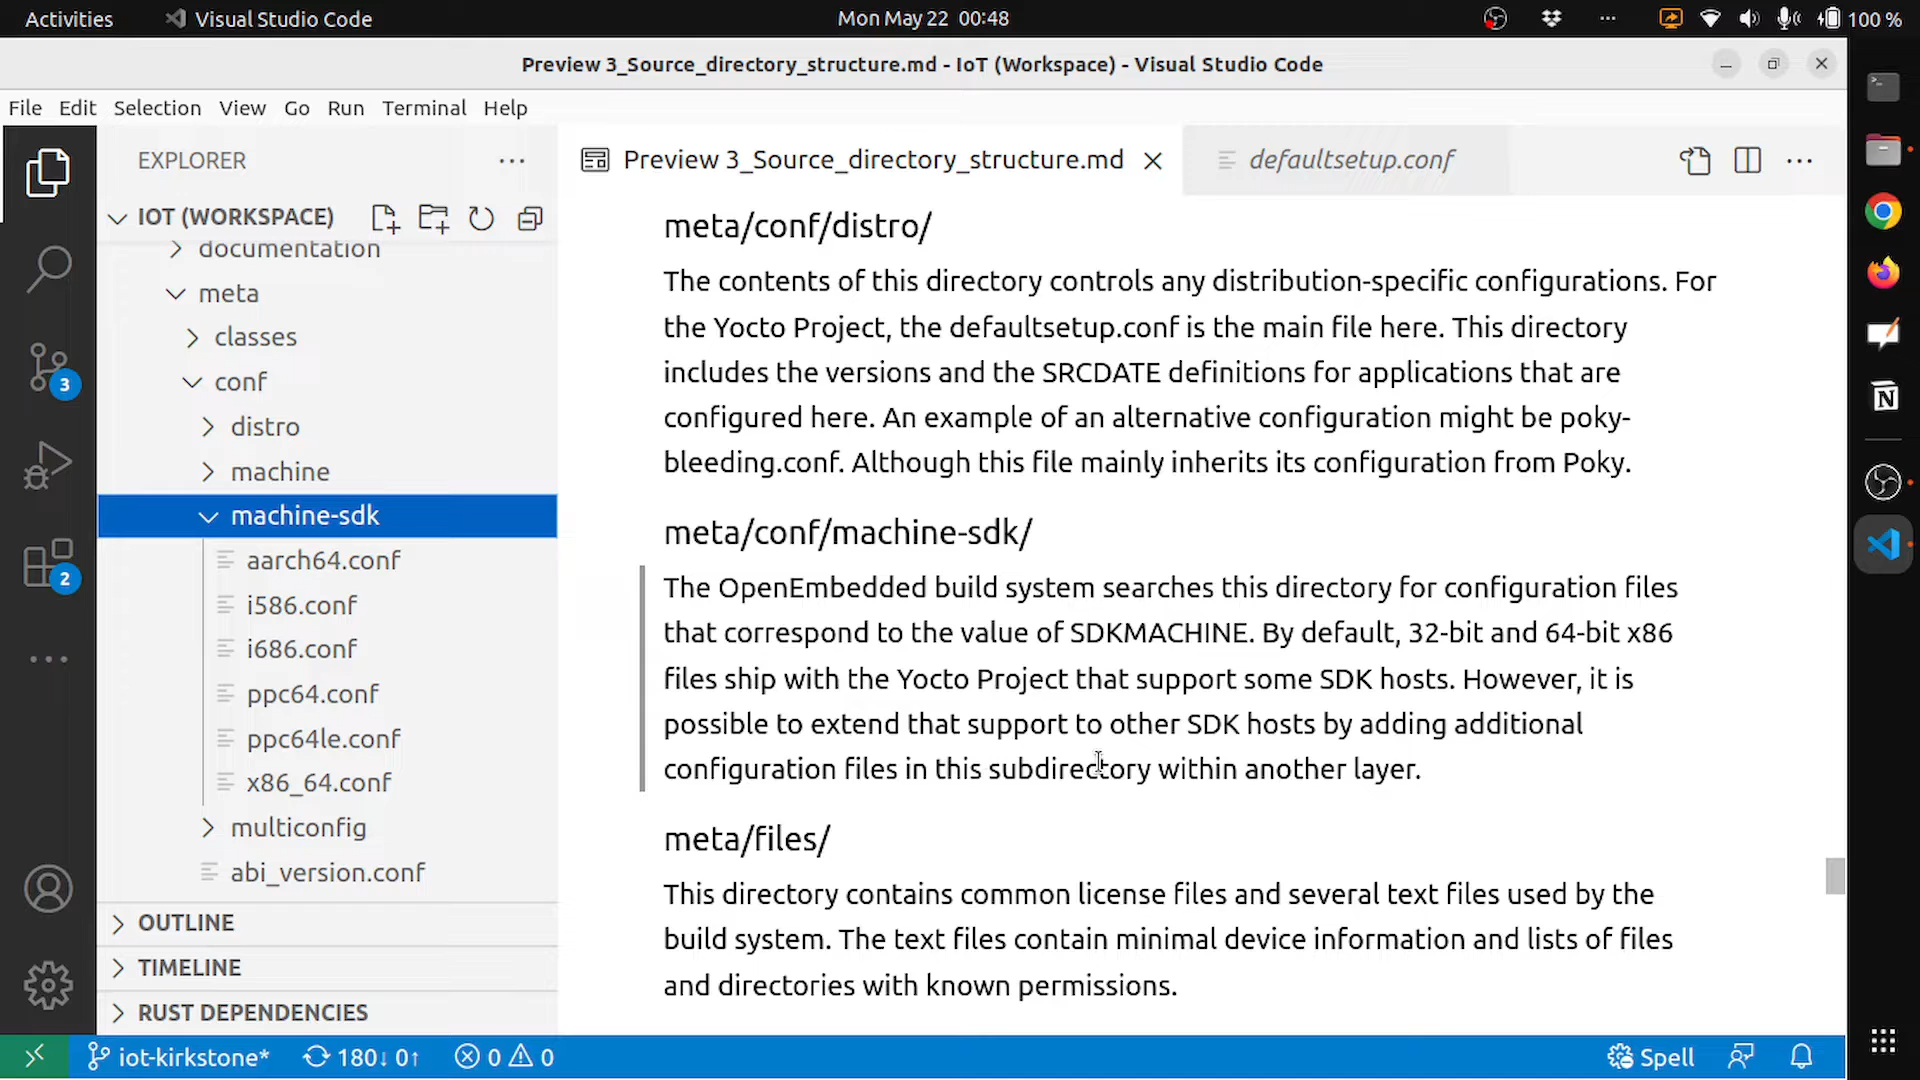 Activities
Visual Studio Code
Mon May 22 00:48
100 %
Preview 3_Source_directory_structure.md - IoT (Workspace) - Visual Studio Code
File Edit Selection View Go Run Terminal Help
EXPLORER
Preview 3_Source_directory_structure.md
defaultsetup.conf
IOT (WORKSPACE)
documentation
meta
classes
conf
distro
machine
machine-sdk
aarch64.conf
i586.conf
i686.conf
ppc64.conf
ppc64le.conf
x86_64.conf
multiconfig
abi_version.conf
OUTLINE
TIMELINE
RUST DEPENDENCIES
3
2
meta/conf/distro/
The contents of this directory controls any distribution-specific configurations. For
the Yocto Project, the defaultsetup.conf is the main file here. This directory
includes the versions and the SRCDATE definitions for applications that are
configured here. An example of an alternative configuration might be poky-
bleeding.conf. Although this file mainly inherits its configuration from Poky.
meta/conf/machine-sdk/
The OpenEmbedded build system searches this directory for configuration files
that correspond to the value of SDKMACHINE. By default, 32-bit and 64-bit x86
files ship with the Yocto Project that support some SDK hosts. However, it is
possible to extend that support to other SDK hosts by adding additional
configuration files in this subdirectory within another layer.
meta/files/
This directory contains common license files and several text files used by the
build system. The text files contain minimal device information and lists of files
and directories with known permissions.
iot-kirkstone*
180↓ 0↑
0
0
Spell
N